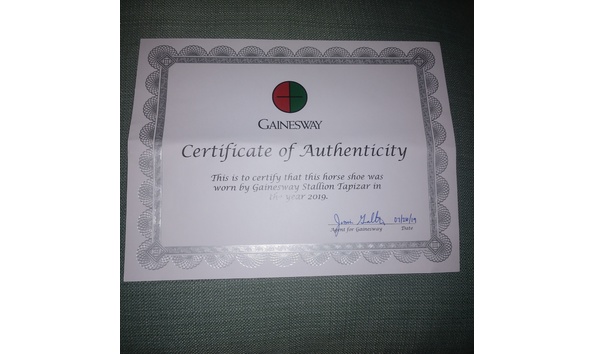 GAINESWAY
Certificate of Authenticity
This is to certify that this horse shoe was
worn by Gainesway Stallion Tapizar in
the year 2019.
Agent for Gainesway Date